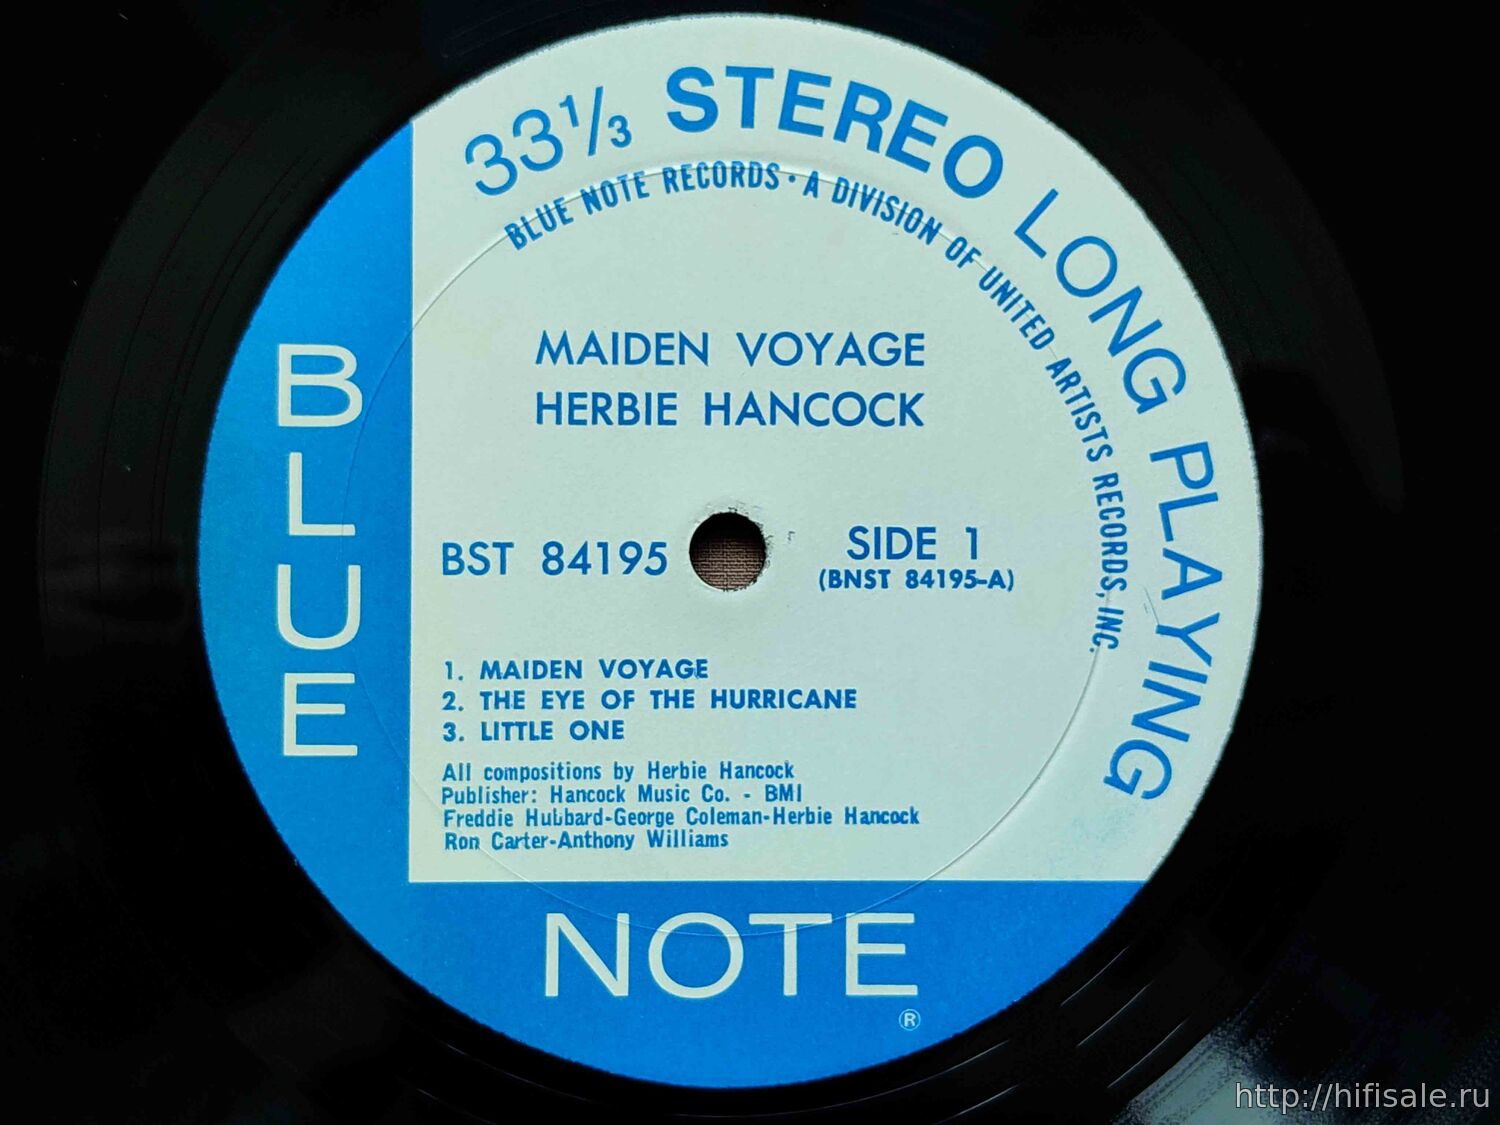 33⅓ STEREO LONG PLAYING
BLUE NOTE RECORDS · A DIVISION OF UNITED ARTISTS RECORDS, INC.
MAIDEN VOYAGE
HERBIE HANCOCK
BST 84195
SIDE 1
(BNST 84195-A)
1. MAIDEN VOYAGE
2. THE EYE OF THE HURRICANE
3. LITTLE ONE
All compositions by Herbie Hancock
Publisher: Hancock Music Co. - BMI
Freddie Hubbard-George Coleman-Herbie Hancock
Ron Carter-Anthony Williams
BLUE
NOTE
®
http://hifisale.ru